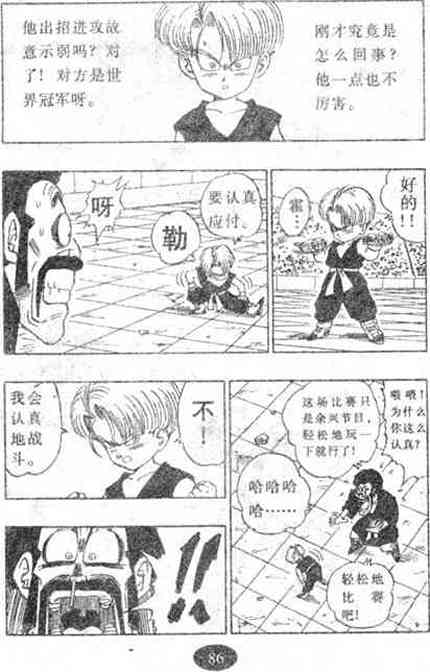 刚才究竟是
怎么回事?
他一点也不
厉害。
他出招进攻故
意示弱吗? 对
了! 对方是世
界冠军呀。
好的!!
霍…
要认真
应付。
勒
呀
喂喂!
为什么
你这么
认真?
这场比赛只
是余兴节目,
轻松地玩一
下就行了!
哈哈哈
哈……
轻松地
比赛
吧!
不!
我会
认真
地战
斗。
!!
86